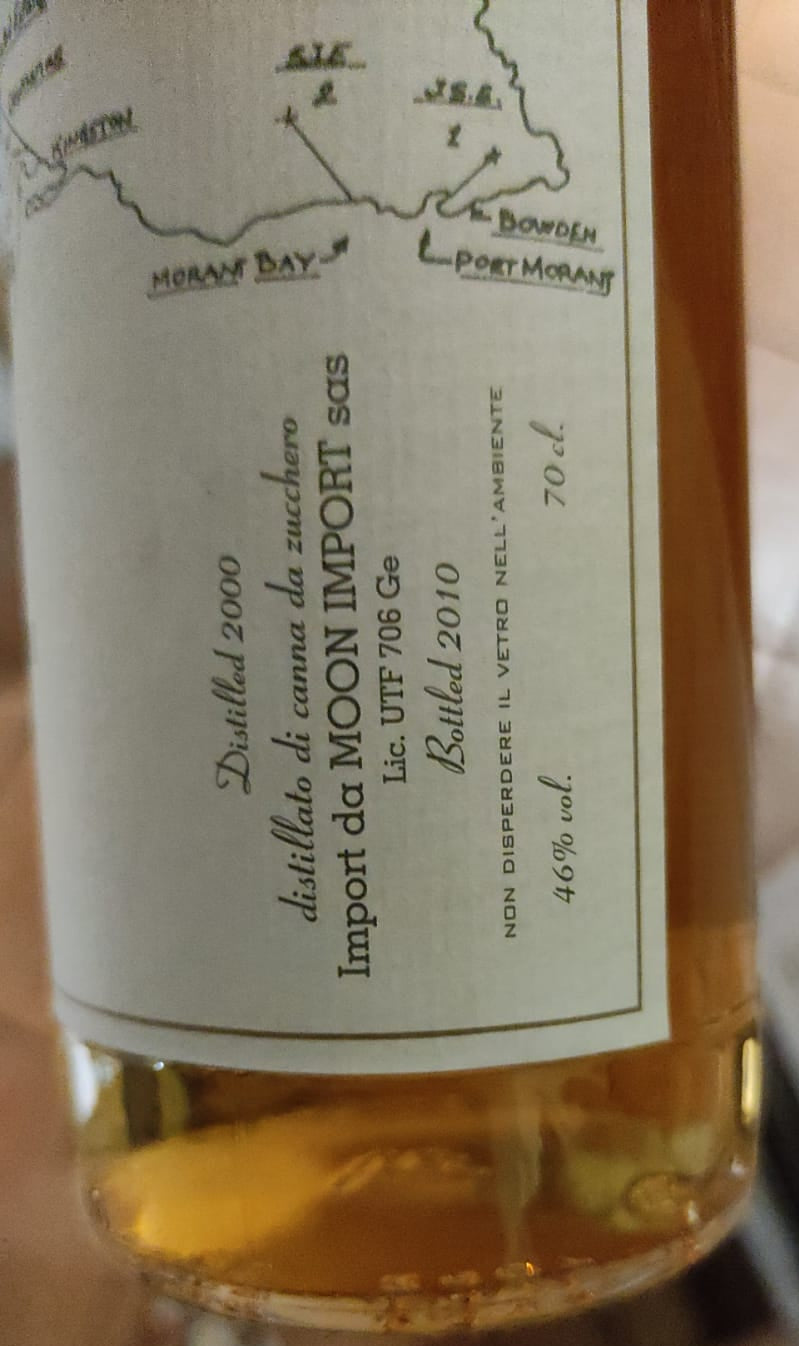 KINGSTON
2
1
BOWDEN
PORT MORANT
MORANT BAY
Distilled 2000
distillato di canna da zucchero
Import da MOON IMPORT sas
Lic. UTF 706 Ge
Bottled 2010
NON DISPERDERE IL VETRO NELL'AMBIENTE
46% vol. 70 cl.